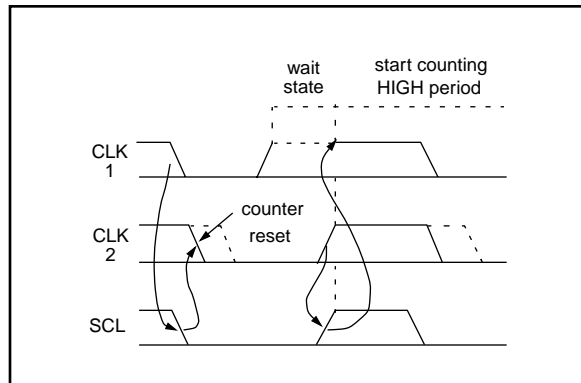 wait
state
start counting
HIGH period
CLK
1
counter
reset
CLK
2
SCL